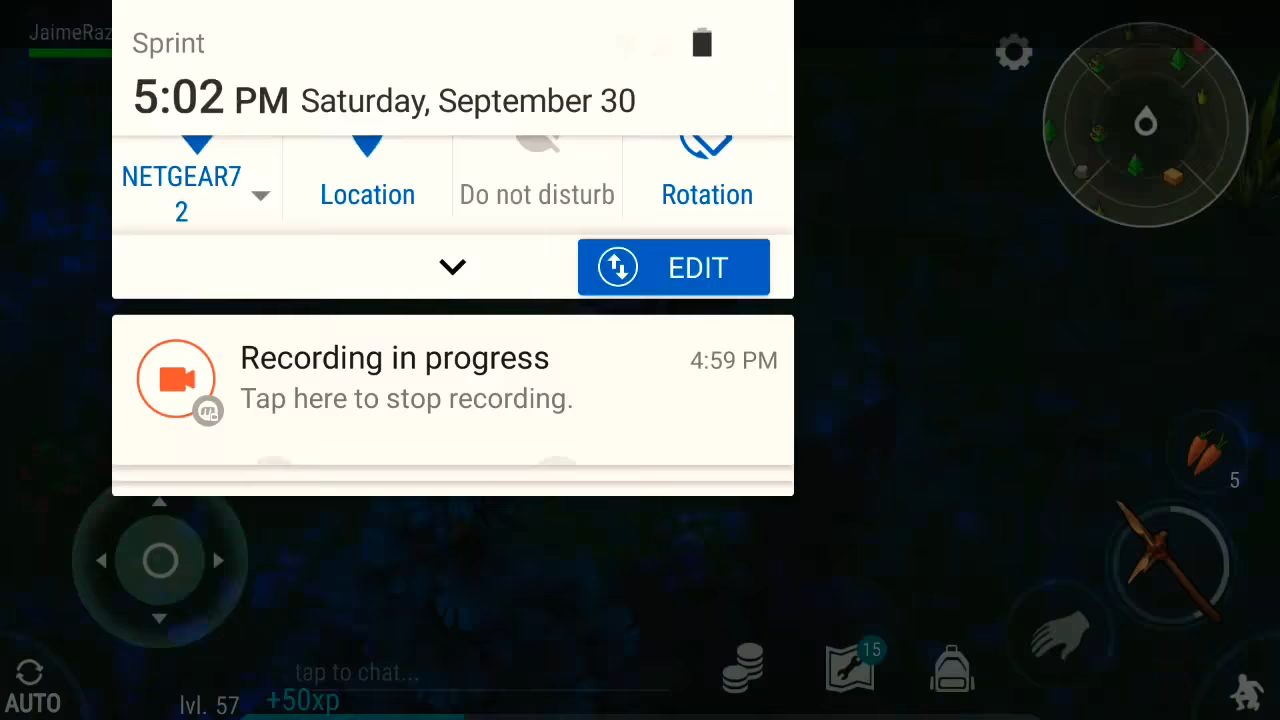 JaimeRaz
Sprint
5:02 PM Saturday, September 30
NETGEAR7
2
Location
Do not disturb
Rotation
EDIT
Recording in progress
4:59 PM
Tap here to stop recording.
5
15
tap to chat...
AUTO
lvl. 57
+50xp